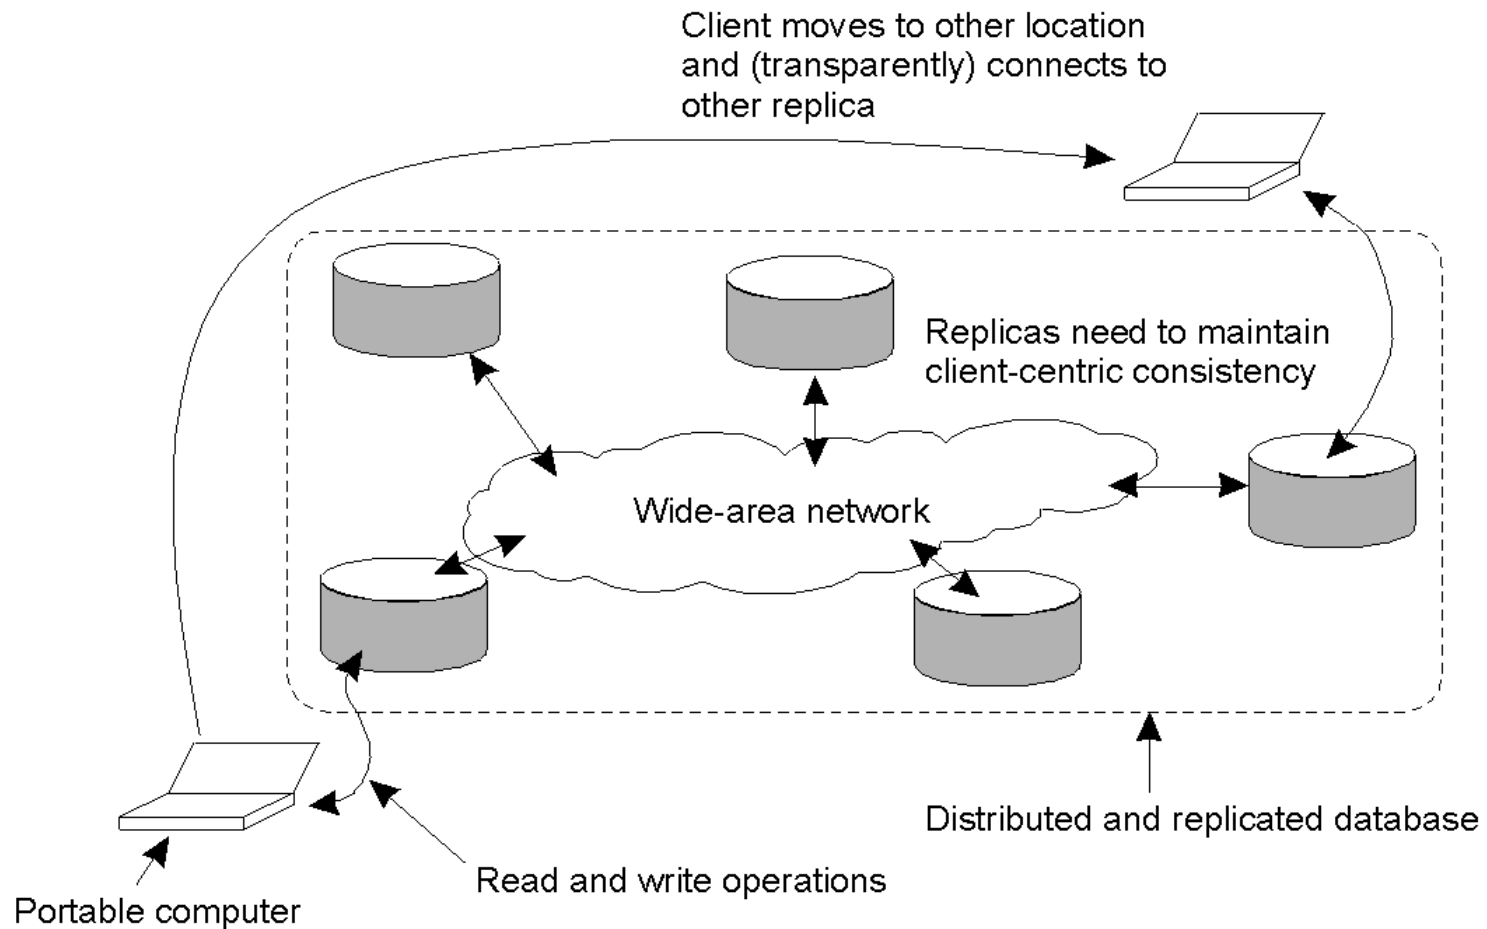 Client moves to other location
and (transparently) connects to
other replica
Replicas need to maintain
client-centric consistency
Wide-area network
Distributed and replicated database
Read and write operations
Portable computer